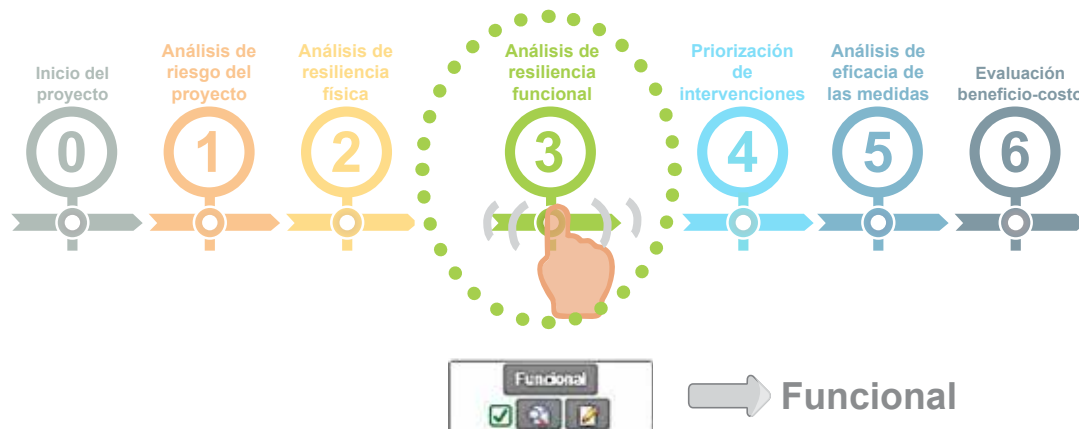 Inicio del
proyecto
0
Análisis de
riesgo del
proyecto
1
Análisis de
resiliencia
física
2
Análisis de
resiliencia
funcional
3
Priorización
de
intervenciones
4
Análisis de
eficacia de
las medidas
5
Evaluación
beneficio-costo
6
Funcional
Funcional